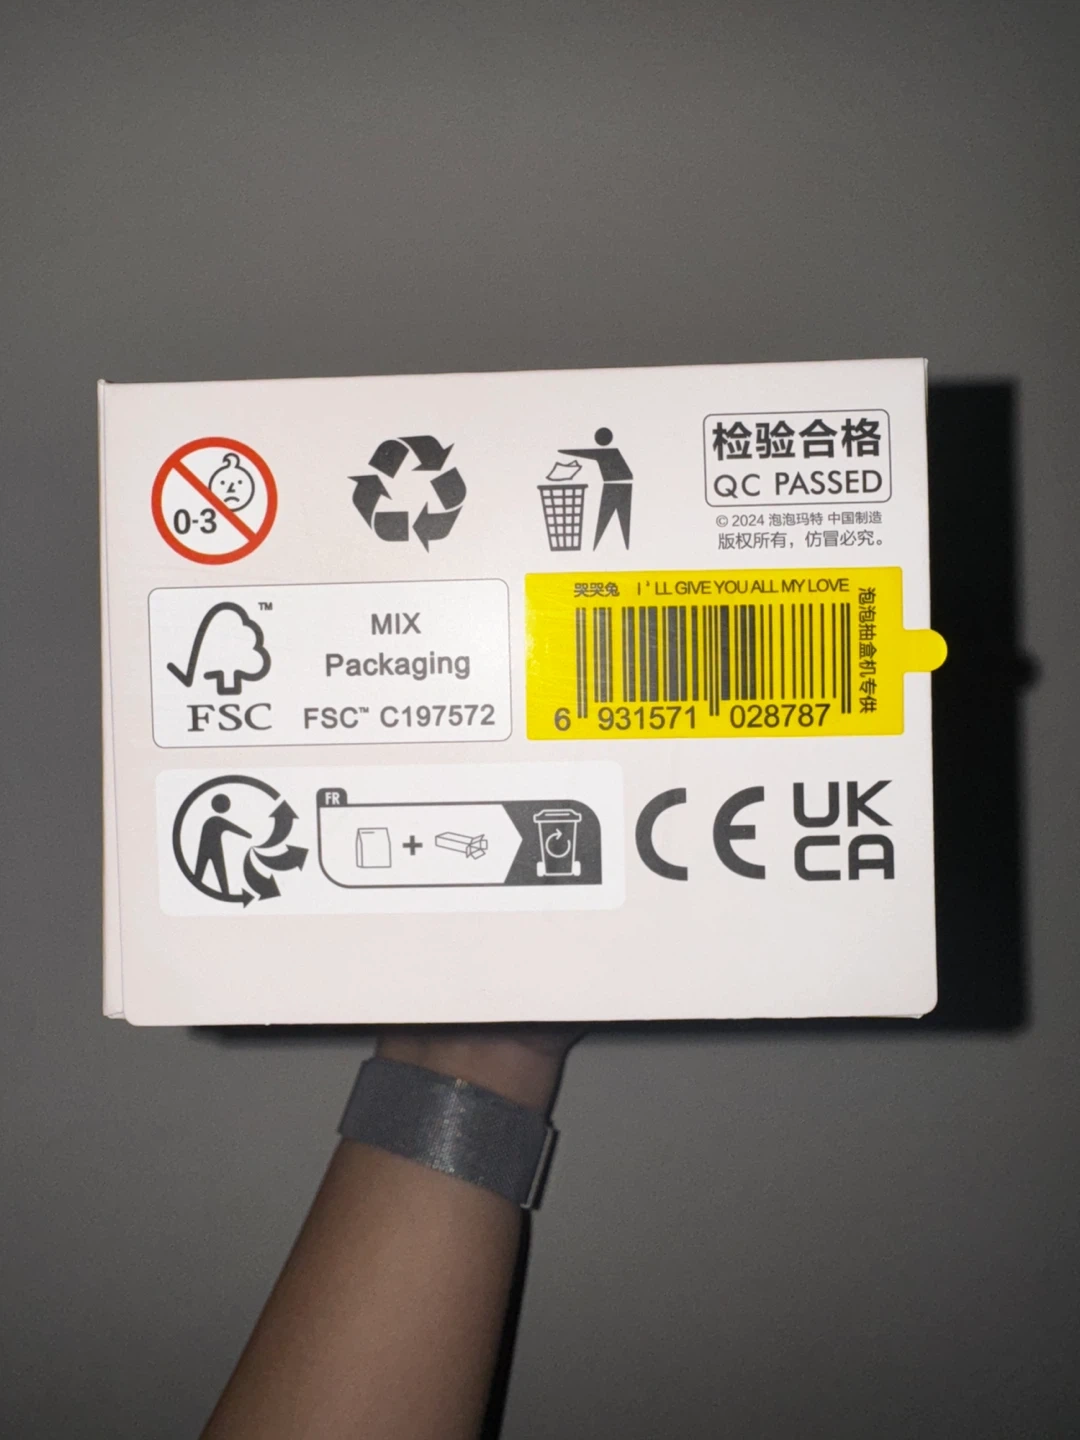 0-3
检验合格
QC PASSED
© 2024 泡泡玛特 中国制造
版权所有，仿冒必究。
™
FSC
MIX
Packaging
FSC™ C197572
哭哭兔 I'LL GIVE YOU ALL MY LOVE
6 931571 028787
泡泡抽盒机专供
FR
CE
UK
CA